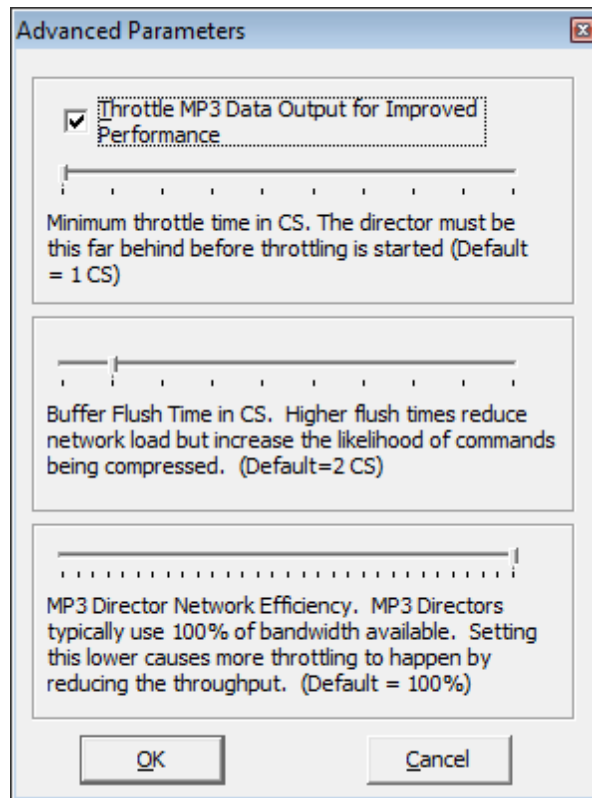 Advanced Parameters
Throttle MP3 Data Output for Improved
Performance
Minimum throttle time in CS. The director must be
this far behind before throttling is started (Default
= 1 CS)
Buffer Flush Time in CS.  Higher flush times reduce
network load but increase the likelihood of commands
being compressed.  (Default=2 CS)
MP3 Director Network Efficiency.  MP3 Directors
typically use 100% of bandwidth available.  Setting
this lower causes more throttling to happen by
reducing the throughput.  (Default = 100%)
OK
Cancel